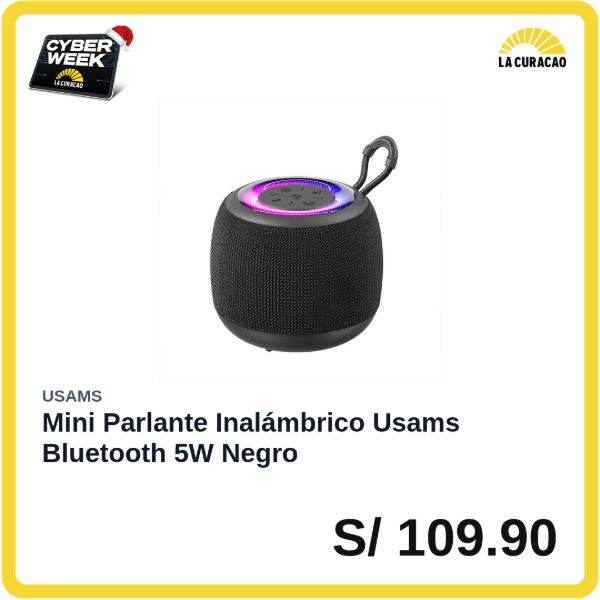 CYBER
WEEK
LA CURACAO
LA CURACAO
USAMS
Mini Parlante Inalámbrico Usams
Bluetooth 5W Negro
S/ 109.90